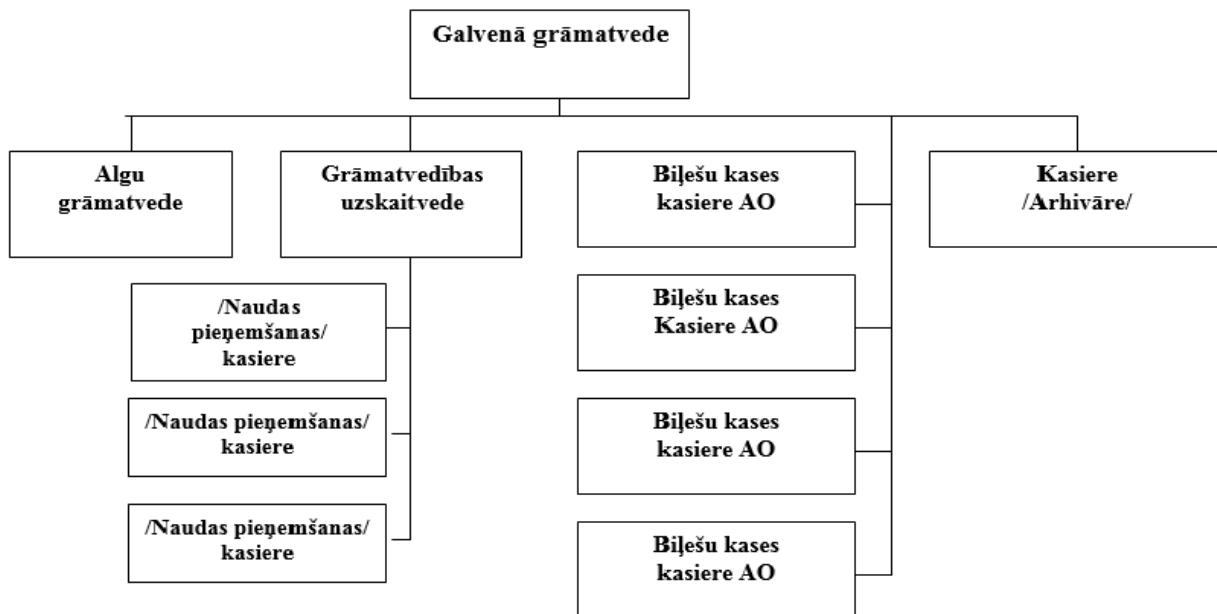 Galvenā grāmatvede
Algu
grāmatvede
Grāmatvedības
uzskaitvede
Biļešu kases
kasiere AO
Kasiere
/Arhivāre/
/Naudas
pieņemšanas/
kasiere
Biļešu kases
Kasiere AO
/Naudas pieņemšanas/
kasiere
Biļešu kases
kasiere AO
/Naudas pieņemšanas/
kasiere
Biļešu kases
kasiere AO